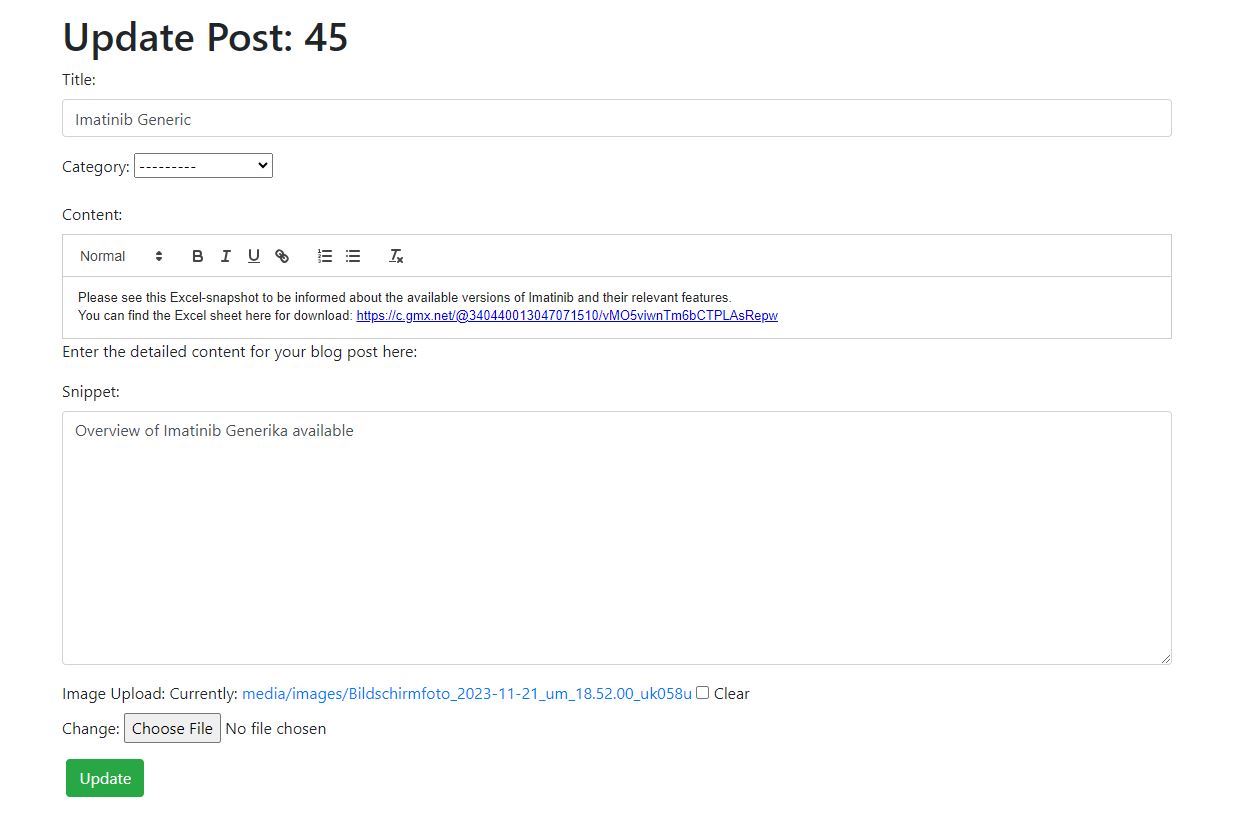 Update Post: 45
Title:
Imatinib Generic
Category: ---------
Content:
Normal B I U
Please see this Excel-snapshot to be informed about the available versions of Imatinib and their relevant features.
You can find the Excel sheet here for download: https://c.gmx.net/@340440013047071510/vMO5viwnTm6bCTPLAsRepw
Enter the detailed content for your blog post here:
Snippet:
Overview of Imatinib Generika available
Image Upload: Currently: media/images/Bildschirmfoto_2023-11-21_um_18.52.00_uk058u Clear
Change: Choose File No file chosen
Update